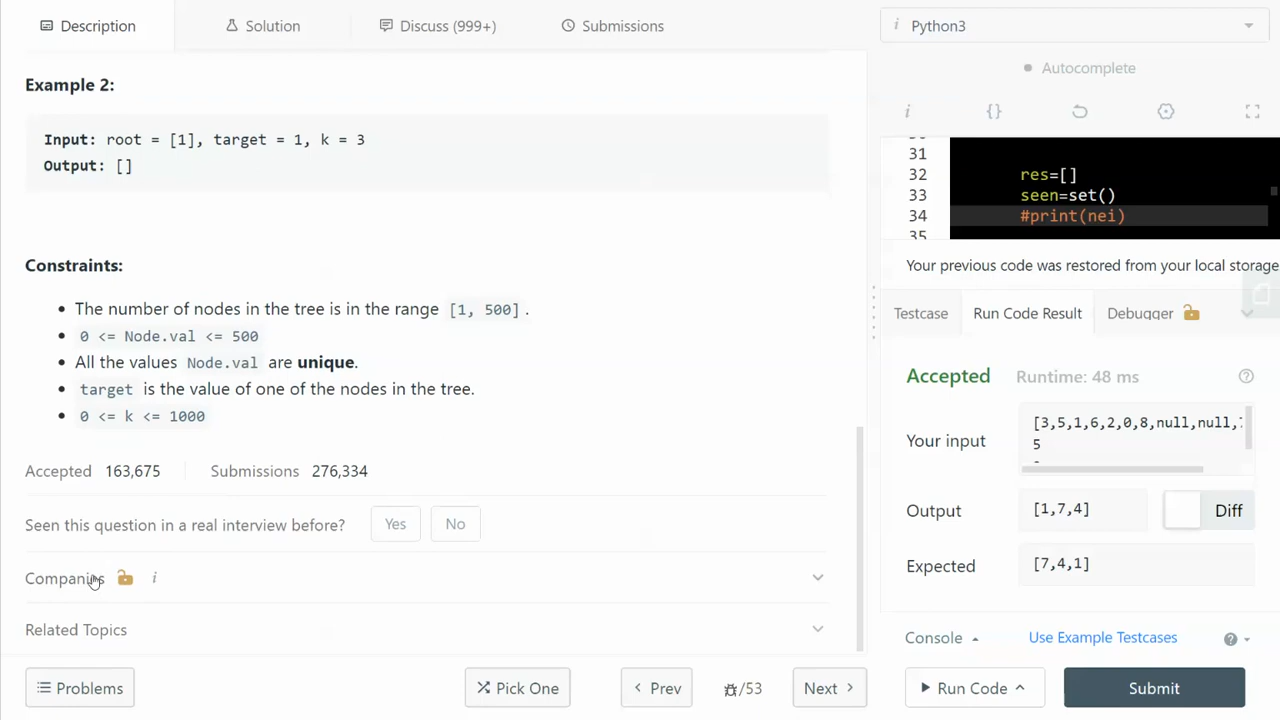 Description
Solution
Discuss (999+)
Submissions
Python3
Autocomplete
Example 2:
Input: root = [1], target = 1, k = 3
Output: []
Constraints:
• The number of nodes in the tree is in the range [1, 500].
• 0 <= Node.val <= 500
• All the values Node.val are unique.
• target is the value of one of the nodes in the tree.
• 0 <= k <= 1000
Accepted 163,675 Submissions 276,334
Seen this question in a real interview before? Yes No
Companies i
Related Topics
Problems
Pick One
Prev
/53
Next
i {}
31
32 res=[]
33 seen=set()
34 #print(nei)
35
Your previous code was restored from your local storage
Testcase Run Code Result Debugger
Accepted Runtime: 48 ms
Your input
[3,5,1,6,2,0,8,null,null,
5
Output [1,7,4] Diff
Expected [7,4,1]
Console Use Example Testcases
Run Code Submit